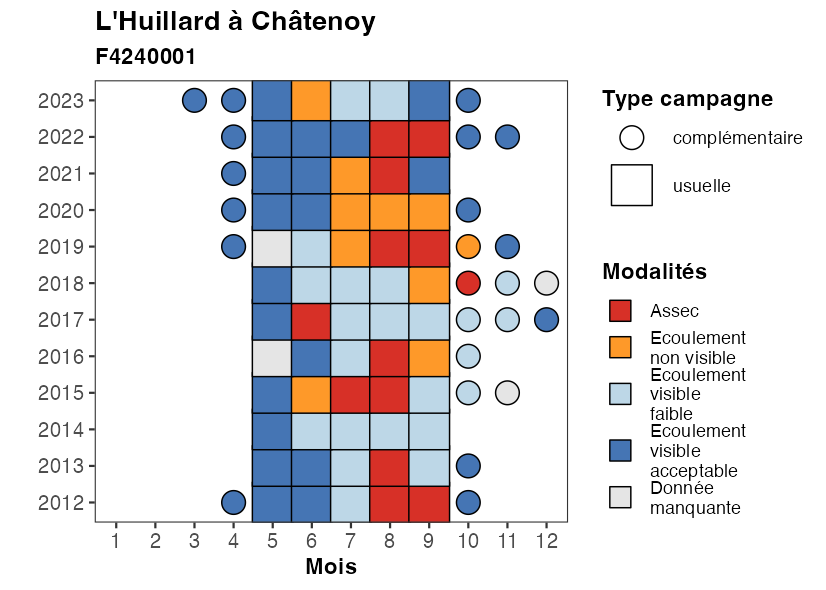 L'Huillard à Châtenoy
F4240001
2023
2022
2021
2020
2019
2018
2017
2016
2015
2014
2013
2012
1 2 3 4 5 6 7 8 9 10 11 12
Mois
Type campagne
complémentaire
usuelle
Modalités
Assec
Ecoulement
non visible
Ecoulement
visible
faible
Ecoulement
visible
acceptable
Donnée
manquante